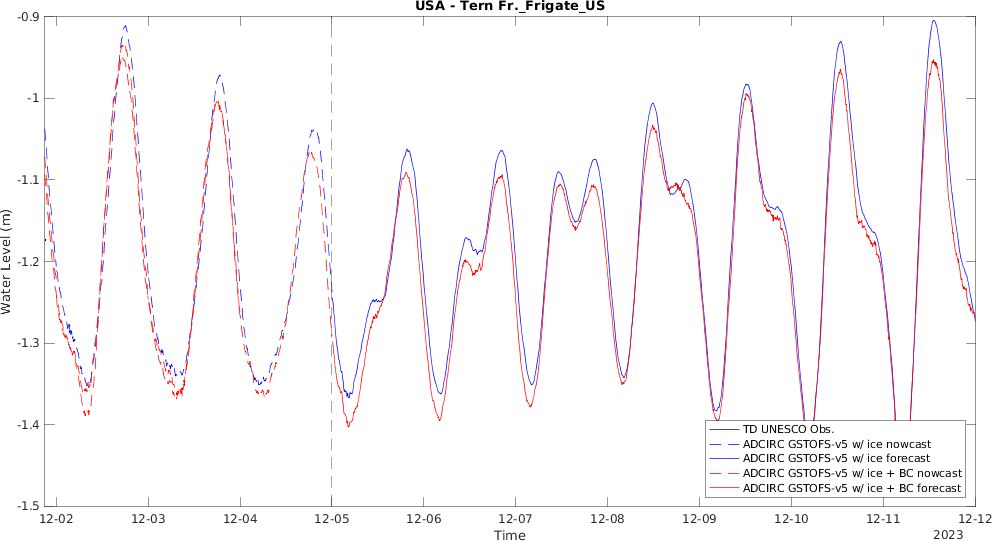 USA - Tern Fr._Frigate_US
-0.9
-1
-1.1
-1.2
-1.3
-1.4
-1.5
Water Level (m)
TD UNESCO Obs.
ADCIRC GSTOFS-v5 w/ ice nowcast
ADCIRC GSTOFS-v5 w/ ice forecast
ADCIRC GSTOFS-v5 w/ ice + BC nowcast
ADCIRC GSTOFS-v5 w/ ice + BC forecast
12-02 12-03 12-04 12-05 12-06 12-07 12-08 12-09 12-10 12-11 12-12
Time
2023